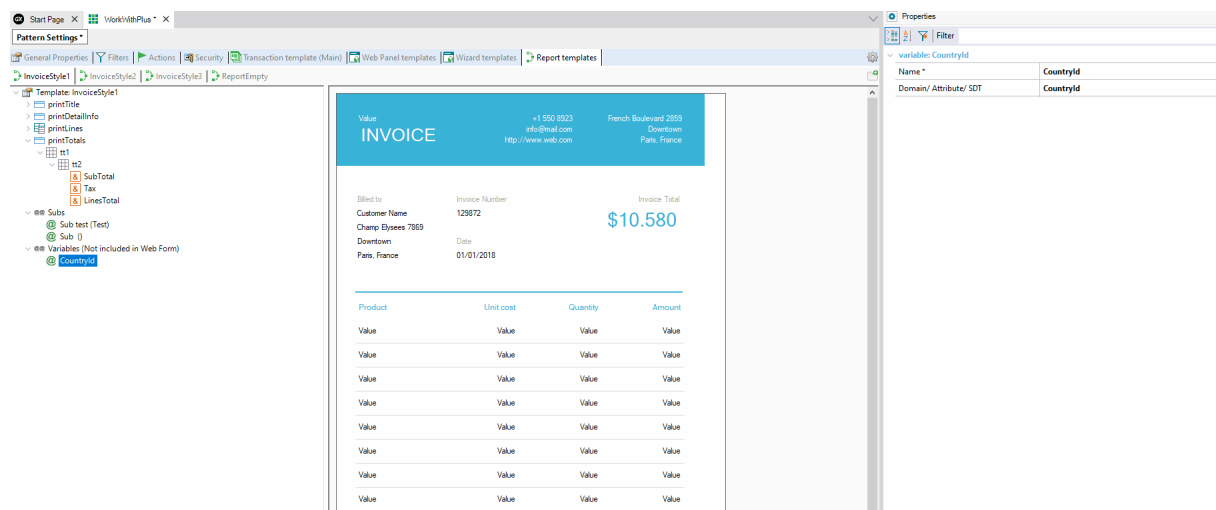 Start Page X WorkWithPlus * X
Pattern Settings *
General Properties Filters Actions Security Transaction template (Main) Web Panel templates Wizard templates Report templates
InvoiceStyle1 InvoiceStyle2 InvoiceStyle3 ReportEmpty
Template: InvoiceStyle1
printTitle
printDetailInfo
printLines
printTotals
tt1
tt2
& SubTotal
& Tax
& LinesTotal
@@ Subs
@ Sub test (Test)
@ Sub ()
@@ Variables (Not included in Web Form)
@ CountryId
Value
INVOICE
+1 550 8923
info@mail.com
http://www.web.com
French Boulevard 2859
Downtown
Paris, France
Billed to
Customer Name
Champ Elysees 7869
Downtown
Paris, France
Invoice Number
129872
Date
01/01/2018
Invoice Total
$10.580
Product Unit cost Quantity Amount
Value Value Value Value
Value Value Value Value
Value Value Value Value
Value Value Value Value
Value Value Value Value
Value Value Value Value
Value Value Value Value
Value Value Value Value
Properties
Filter
variable: CountryId
Name * CountryId
Domain/ Attribute/ SDT CountryId